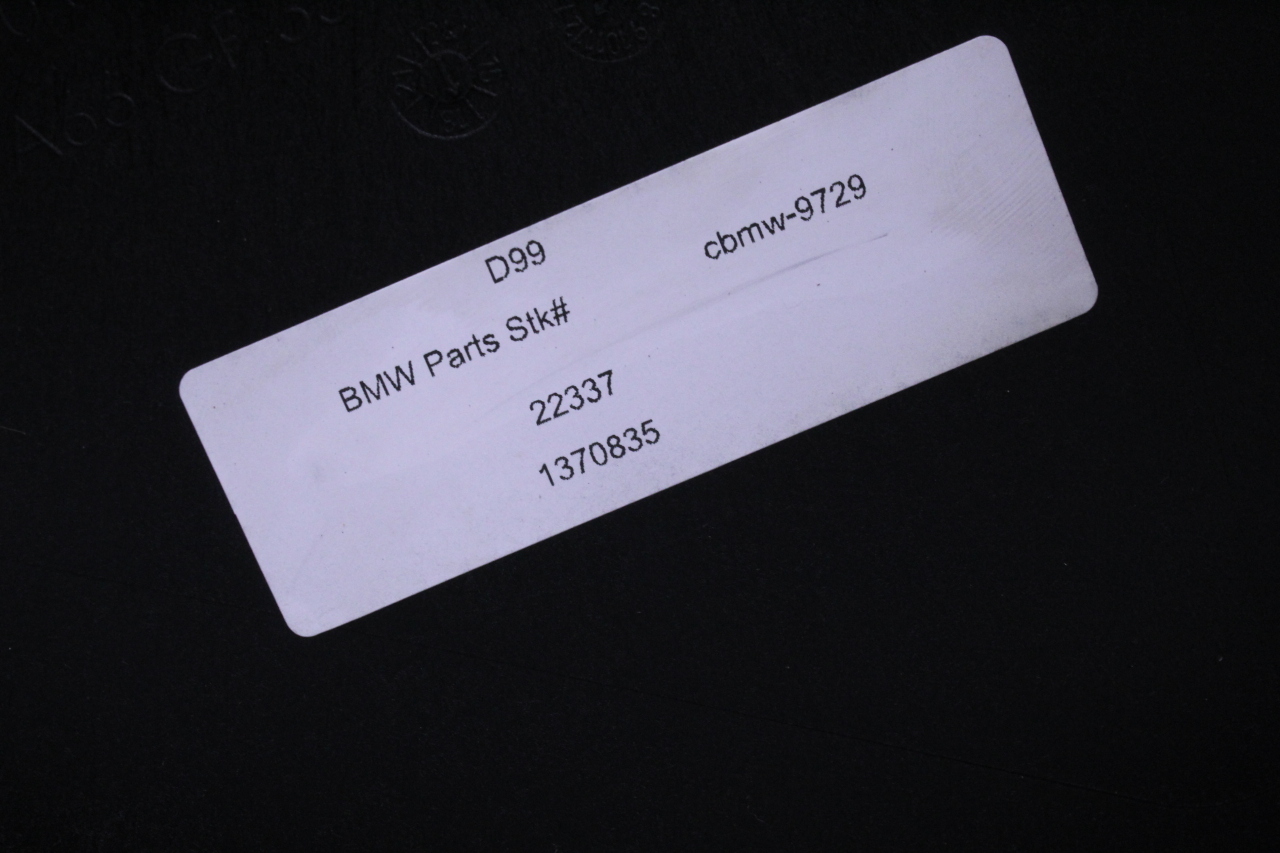 D99
cbmw-9729
BMW Parts Stk#
22337
1370835